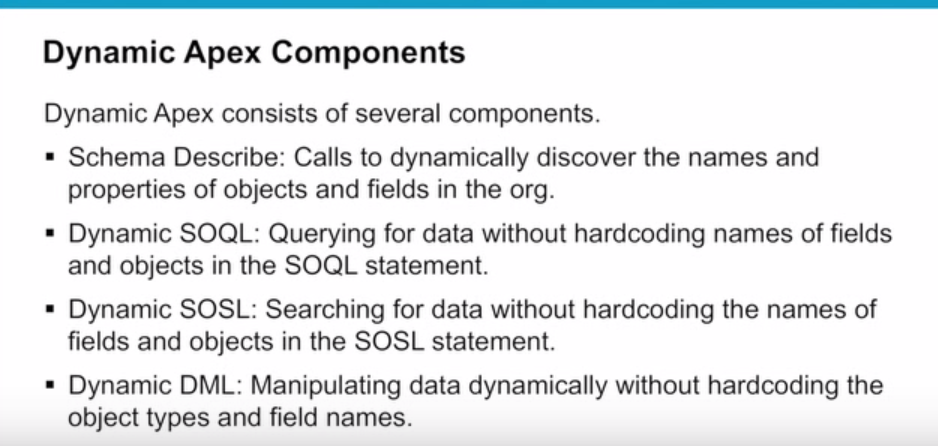 Dynamic Apex Components
Dynamic Apex consists of several components.
▪ Schema Describe: Calls to dynamically discover the names and
properties of objects and fields in the org.
▪ Dynamic SOQL: Querying for data without hardcoding names of fields
and objects in the SOQL statement.
▪ Dynamic SOSL: Searching for data without hardcoding the names of
fields and objects in the SOSL statement.
▪ Dynamic DML: Manipulating data dynamically without hardcoding the
object types and field names.